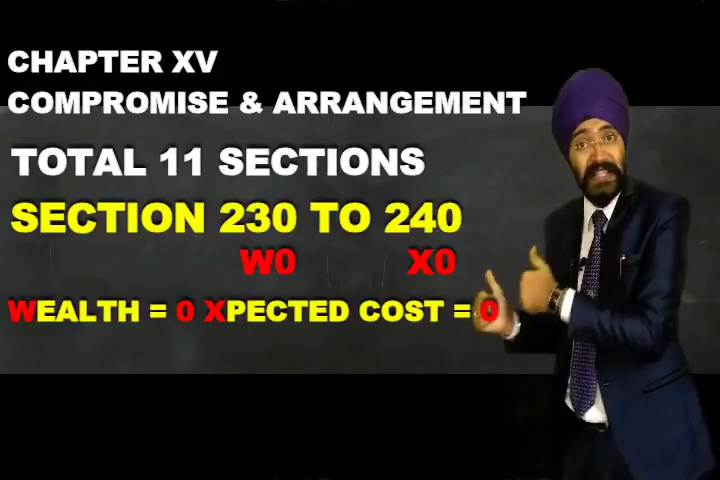 CHAPTER XV
COMPROMISE & ARRANGEMENT
TOTAL 11 SECTIONS
SECTION 230 TO 240
W0 X0
WEALTH = 0 XPECTED COST = 0